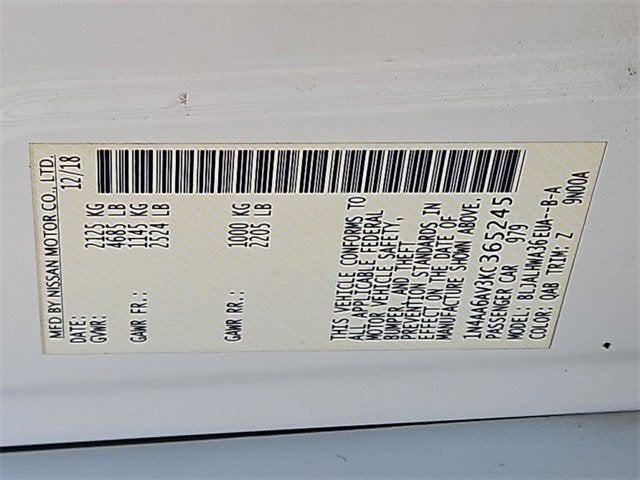 MFD BY NISSAN MOTOR CO., LTD.
DATE: 12/18
GVWR: 2125 KG
4685 LB
GAWR FR.: 1145 KG
2524 LB
GAWR RR.: 1000 KG
2205 LB
THIS VEHICLE CONFORMS TO
ALL APPLICABLE FEDERAL
MOTOR VEHICLE SAFETY,
BUMPER, AND THEFT
PREVENTION STANDARDS IN
EFFECT ON THE DATE OF
MANUFACTURE SHOWN ABOVE.
1N4AA6AV3KC365245
PASSENGER CAR 979
MODEL: BLJALHWA36EUA--B-A
COLOR: QAB TRIM: Z 9N00A